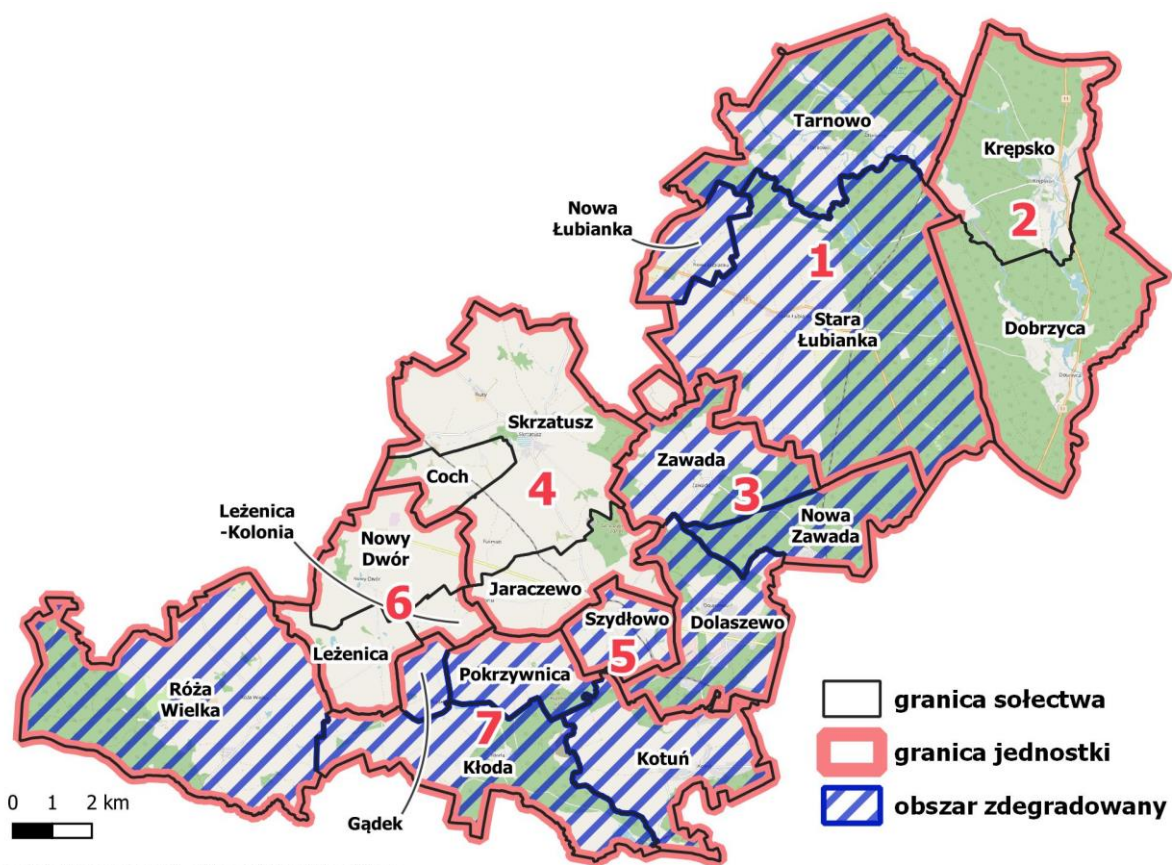 Tarnowo
Krępsko
2
Nowa
Łubianka
1
Stara
Łubianka
Dobrzyca
Skrzatusz
Zawada
Coch
4
3
Leżenica
-Kolonia
Nowy
Dwór
Nowa
Zawada
Jaraczewo
6
Szydłowo
Dolaszewo
Leżenica
5
Pokrzywnica
Róża
Wielka
7
Kłoda
Kotuń
Gądek
granica sołectwa
granica jednostki
obszar zdegradowany
0 1 2 km